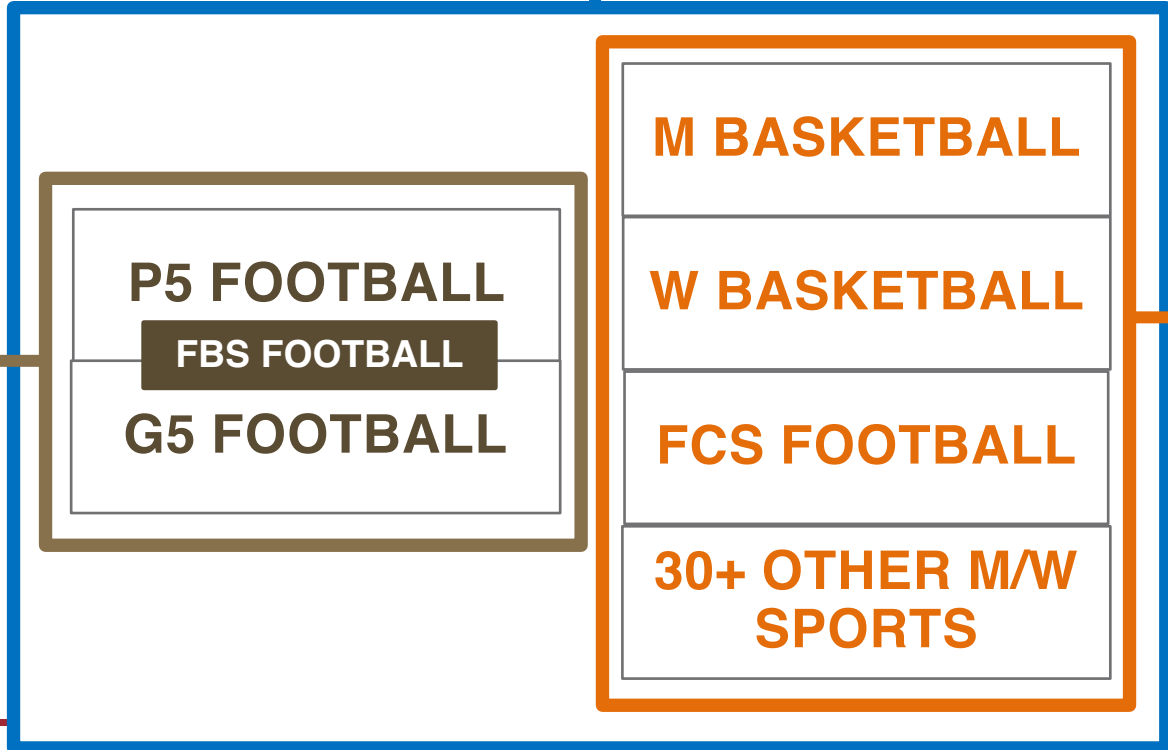 P5 FOOTBALL
FBS FOOTBALL
G5 FOOTBALL
M BASKETBALL
W BASKETBALL
FCS FOOTBALL
30+ OTHER M/W
SPORTS